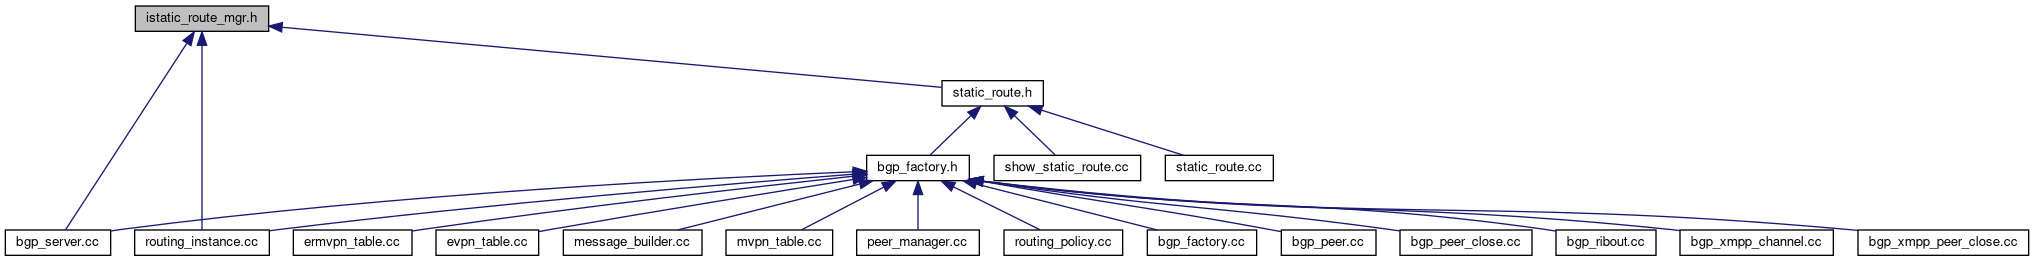 istatic_route_mgr.h
static_route.h
bgp_factory.h
show_static_route.cc
static_route.cc
bgp_server.cc
routing_instance.cc
ermvpn_table.cc
evpn_table.cc
message_builder.cc
mvpn_table.cc
peer_manager.cc
routing_policy.cc
bgp_factory.cc
bgp_peer.cc
bgp_peer_close.cc
bgp_ribout.cc
bgp_xmpp_channel.cc
bgp_xmpp_peer_close.cc